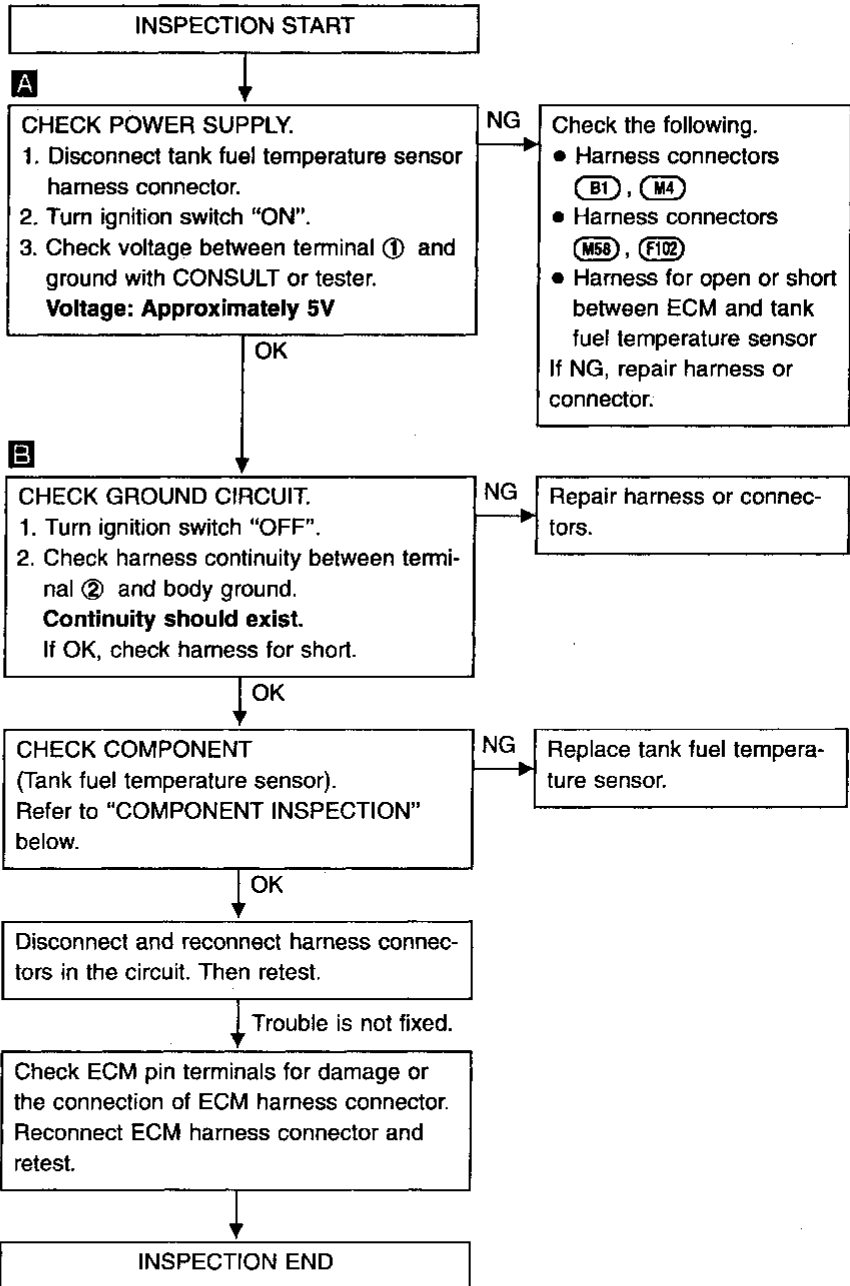 INSPECTION START
A
CHECK POWER SUPPLY.
1. Disconnect tank fuel temperature sensor
harness connector.
2. Turn ignition switch “ON”.
3. Check voltage between terminal ① and
ground with CONSULT or tester.
Voltage: Approximately 5V
NG
Check the following.
● Harness connectors
B1 , M4
● Harness connectors
M58 , F102
● Harness for open or short
between ECM and tank
fuel temperature sensor
If NG, repair harness or
connector.
OK
B
CHECK GROUND CIRCUIT.
1. Turn ignition switch “OFF”.
2. Check harness continuity between termi-
nal ② and body ground.
Continuity should exist.
If OK, check harness for short.
NG
Repair harness or connec-
tors.
OK
CHECK COMPONENT
(Tank fuel temperature sensor).
Refer to “COMPONENT INSPECTION”
below.
NG
Replace tank fuel tempera-
ture sensor.
OK
Disconnect and reconnect harness connec-
tors in the circuit. Then retest.
Trouble is not fixed.
Check ECM pin terminals for damage or
the connection of ECM harness connector.
Reconnect ECM harness connector and
retest.
INSPECTION END